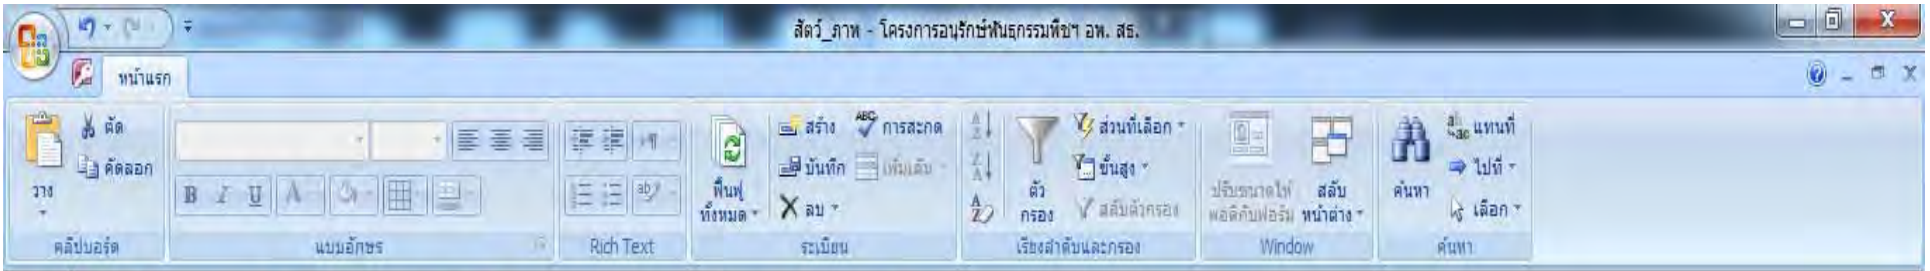 สัตว์_ภาพ - โครงการอนุรักษ์พันธุกรรมพืชฯ อพ. สธ.
หน้าแรก
วาง
ตัด
คัดลอก
คลิปบอร์ด
B I U A
แบบอักษร
ab
Rich Text
ฟื้นฟู
ทั้งหมด
สร้าง
บันทึก
ลบ
ABC การสะกด
เพิ่มเติม
ระเบียน
ตัว
กรอง
ส่วนที่เลือก
ขั้นสูง
สลับตัวกรอง
เรียงลำดับและกรอง
ปรับขนาดให้
พอดีกับฟอร์ม
สลับ
หน้าต่าง
Window
ค้นหา
แทนที่
ไปที่
เลือก
ค้นหา